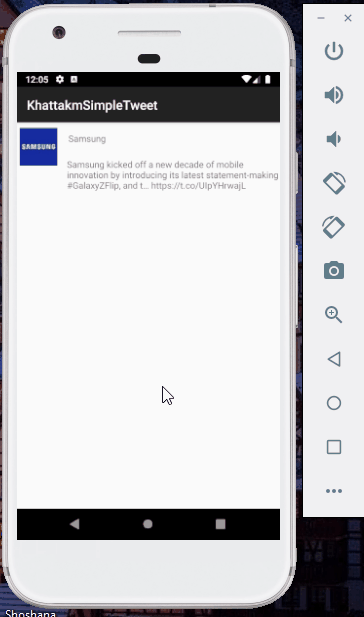 12:05
KhattakmSimpleTweet
SAMSUNG
Samsung
Samsung kicked off a new decade of mobile
innovation by introducing its latest statement-making
#GalaxyZFlip, and t... https://t.co/UIpYHrwajL
Shoshana